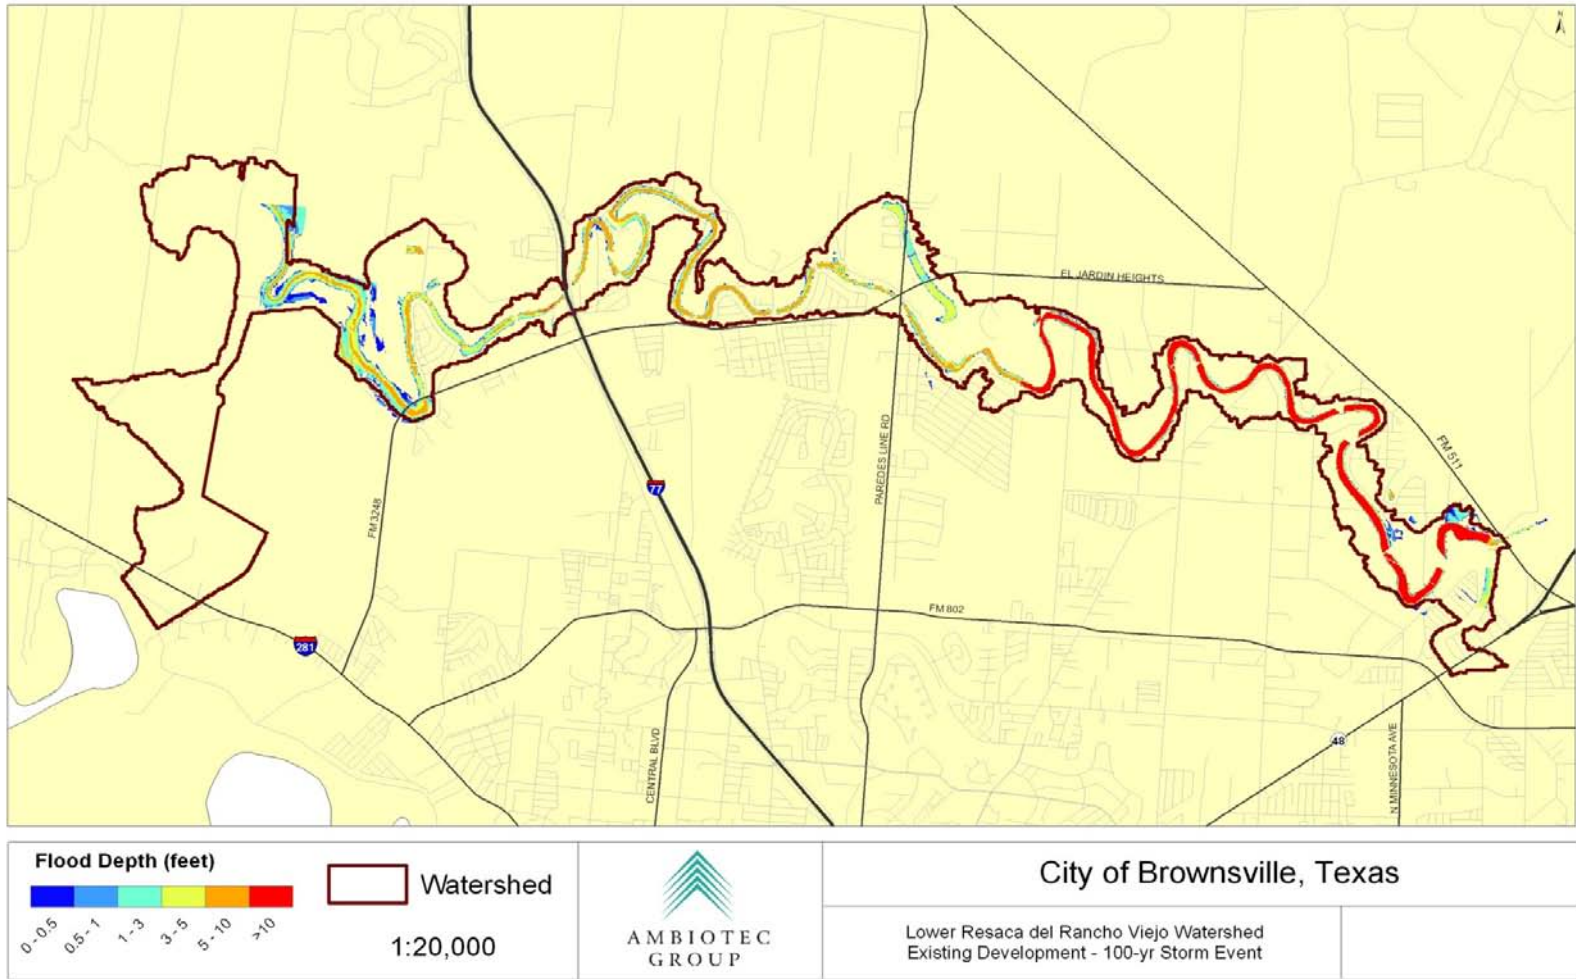 N
EL JARDIN HEIGHTS
PAREDES LINE RD
FM 511
77
FM 3248
FM 802
281
CENTRAL BLVD
48
N MINNESOTA AVE
Flood Depth (feet)
0 - 0.5
0.5 - 1
1 - 3
3 - 5
5 - 10
>10
Watershed
1:20,000
AMBIOTEC
GROUP
City of Brownsville, Texas
Lower Resaca del Rancho Viejo Watershed
Existing Development - 100-yr Storm Event